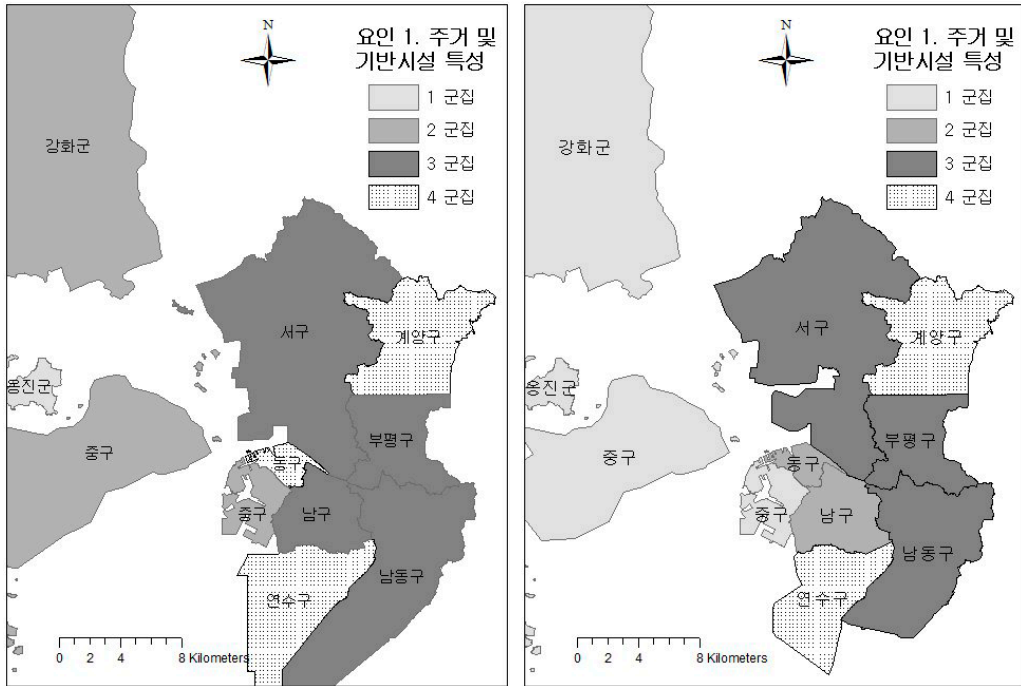 N
요인 1. 주거 및
기반시설 특성
1 군집
2 군집
3 군집
4 군집
강화군
서구
계양구
옹진군
중구
부평구
동구
중구
남구
남동구
연수구
0 2 4 8 Kilometers
N
요인 1. 주거 및
기반시설 특성
1 군집
2 군집
3 군집
4 군집
강화군
서구
계양구
옹진군
중구
부평구
동구
중구
남구
남동구
연수구
0 2 4 8 Kilometers